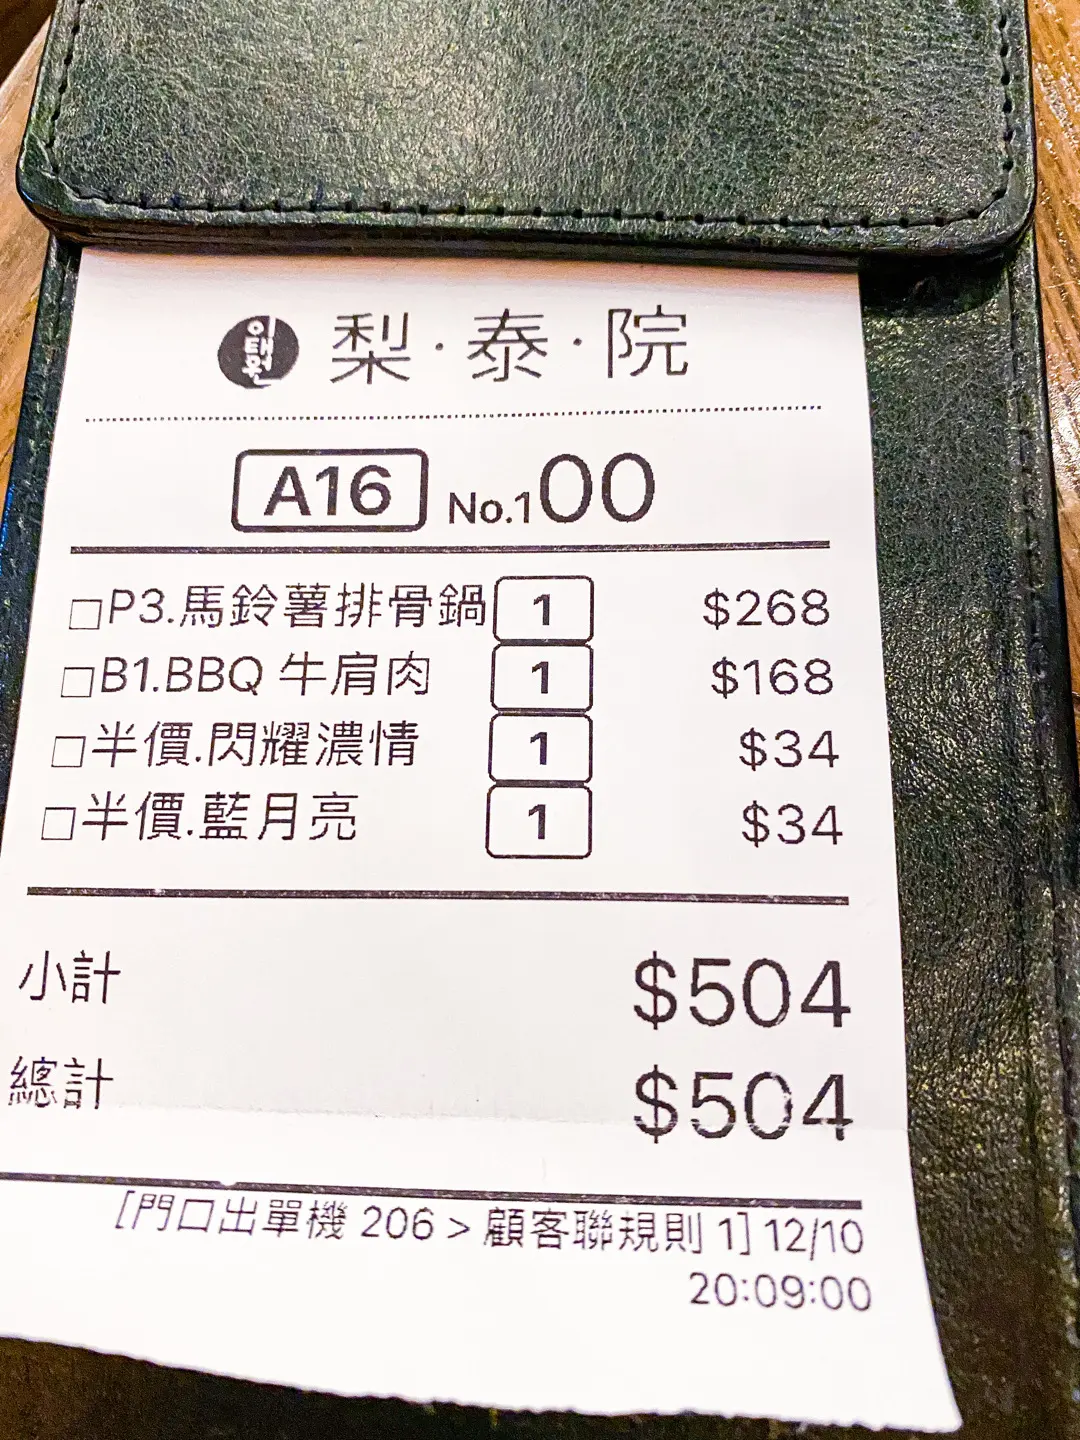 이태원 梨·泰·院
A16 No.100
□P3.馬鈴薯排骨鍋 1 $268
□B1.BBQ 牛肩肉 1 $168
□半價.閃耀濃情 1 $34
□半價.藍月亮 1 $34
小計 $504
總計 $504
[門口出單機 206 > 顧客聯規則 1] 12/10
20:09:00